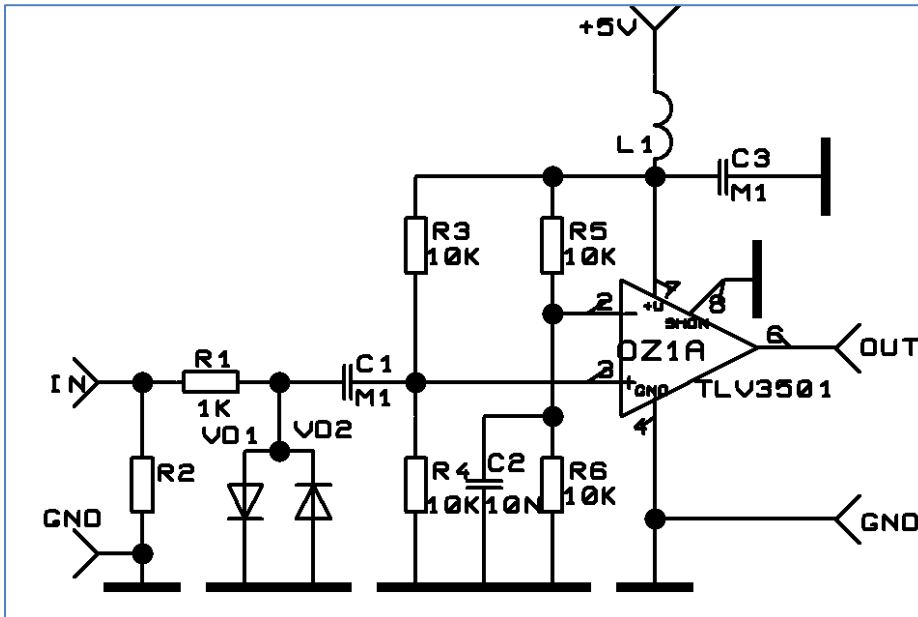 +5V
L1
C3
M1
R3
10K
R5
10K
7
8
2
+U
SHDN
6
OUT
IN
R1
1K
C1
M1
OZ1A
3
GND
TLV3501
VD1
VD2
4
R2
R4
10K
C2
10N
R6
10K
GND
GND